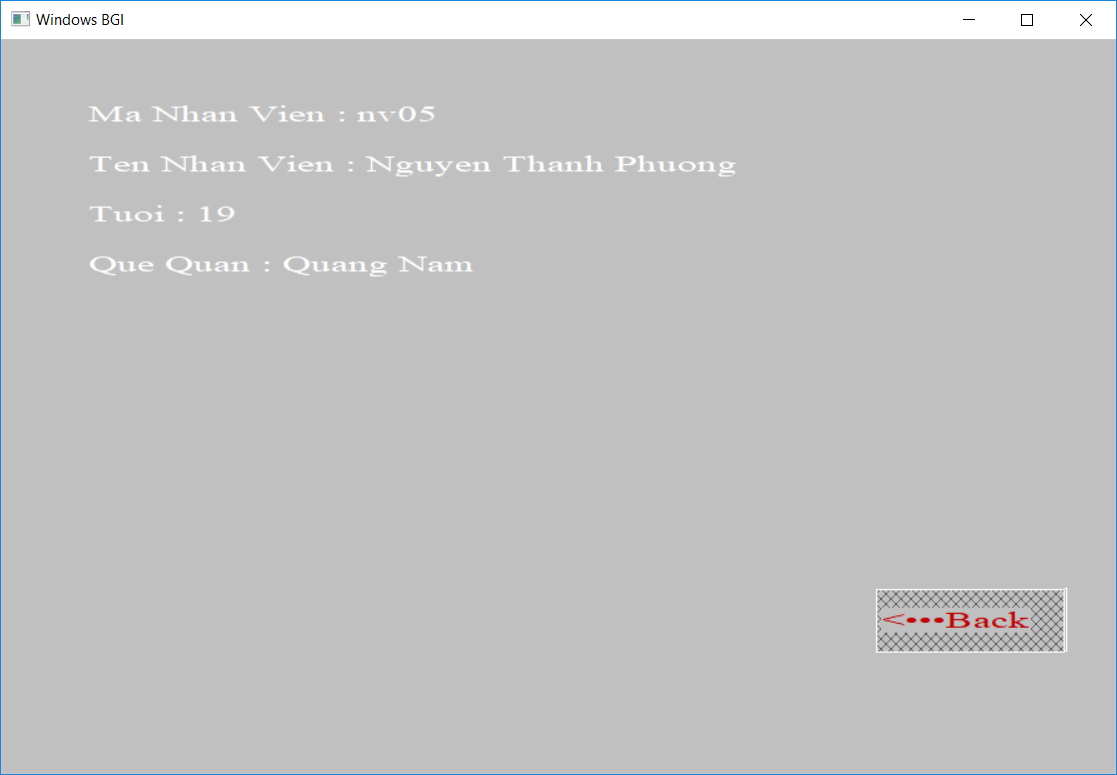 Windows BGI
Ma Nhan Vien : nv05
Ten Nhan Vien : Nguyen Thanh Phuong
Tuoi : 19
Que Quan : Quang Nam
<•••Back